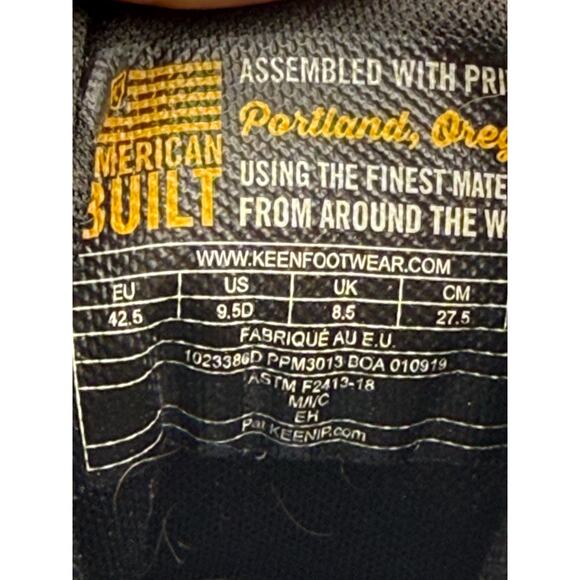 ASSEMBLED WITH PRI
Portland, Oreg
MERICAN
BUILT
USING THE FINEST MATE
FROM AROUND THE W
WWW.KEENFOOTWEAR.COM
EU US UK CM
42.5 9.5D 8.5 27.5
FABRIQUÉ AU E.U.
1023386D PPM3013 BOA 010919
ASTM F2413-18
M/I/C
EH
Pat KEENIP.com